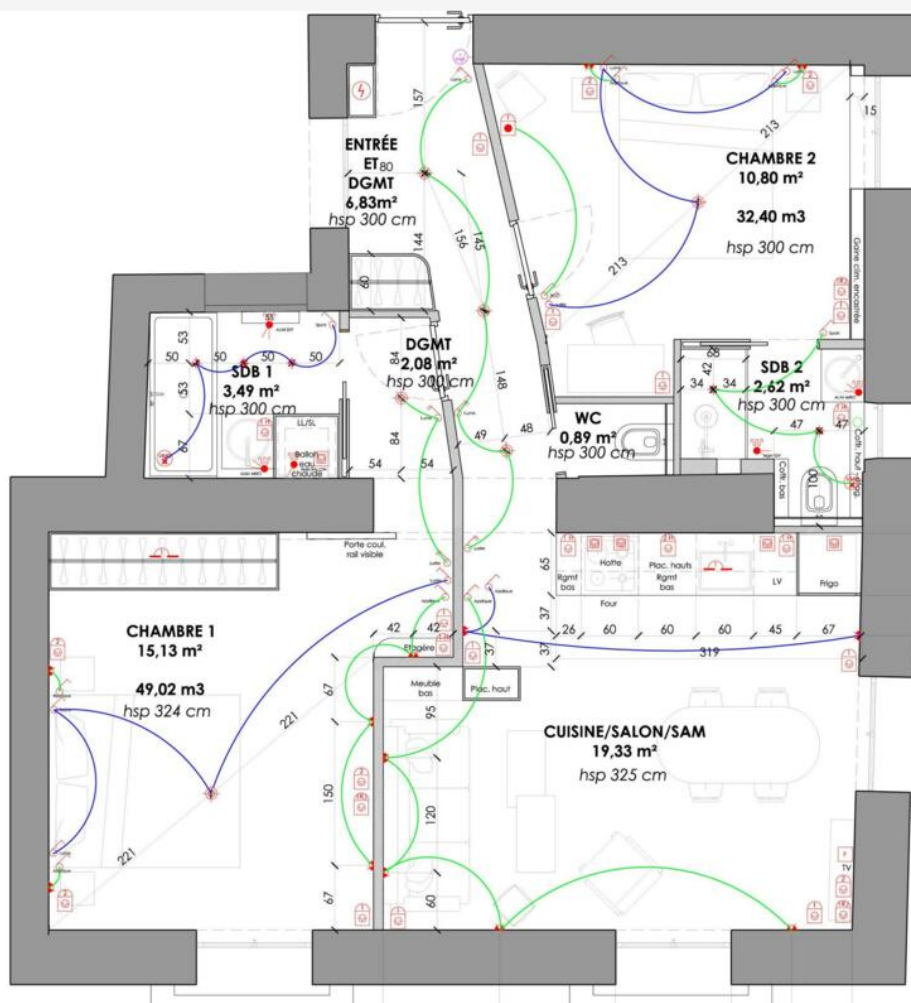 157
ENTRÉE
ET 80
DGMT
6,83m²
hsp 300 cm
144
156
145
60
CHAMBRE 2
10,80 m²
32,40 m3
hsp 300 cm
213
213
15
Gaine clim. encastrée
53
50
50
50
50
53
67
SDB 1
3,49 m²
hsp 300 cm
LL/SL
Ballon
eau
chaude
84
84
DGMT
2,08 m²
hsp 300 cm
54
54
148
49
48
WC
0,89 m²
hsp 300 cm
68
42
34
34
SDB 2
2,62 m²
hsp 300 cm
47
47
100
Coffr. bas
Porte coul.
rail visible
CHAMBRE 1
15,13 m²
49,02 m3
hsp 324 cm
221
221
42
42
Etagère
67
150
67
Hotte
Plac. hauts
Rgmt
bas
Rgmt
bas
LV
Frigo
Four
65
37
37
37
26
60
60
60
45
67
319
Meuble
bas
Plac. haut
95
120
60
CUISINE/SALON/SAM
19,33 m²
hsp 325 cm
TV